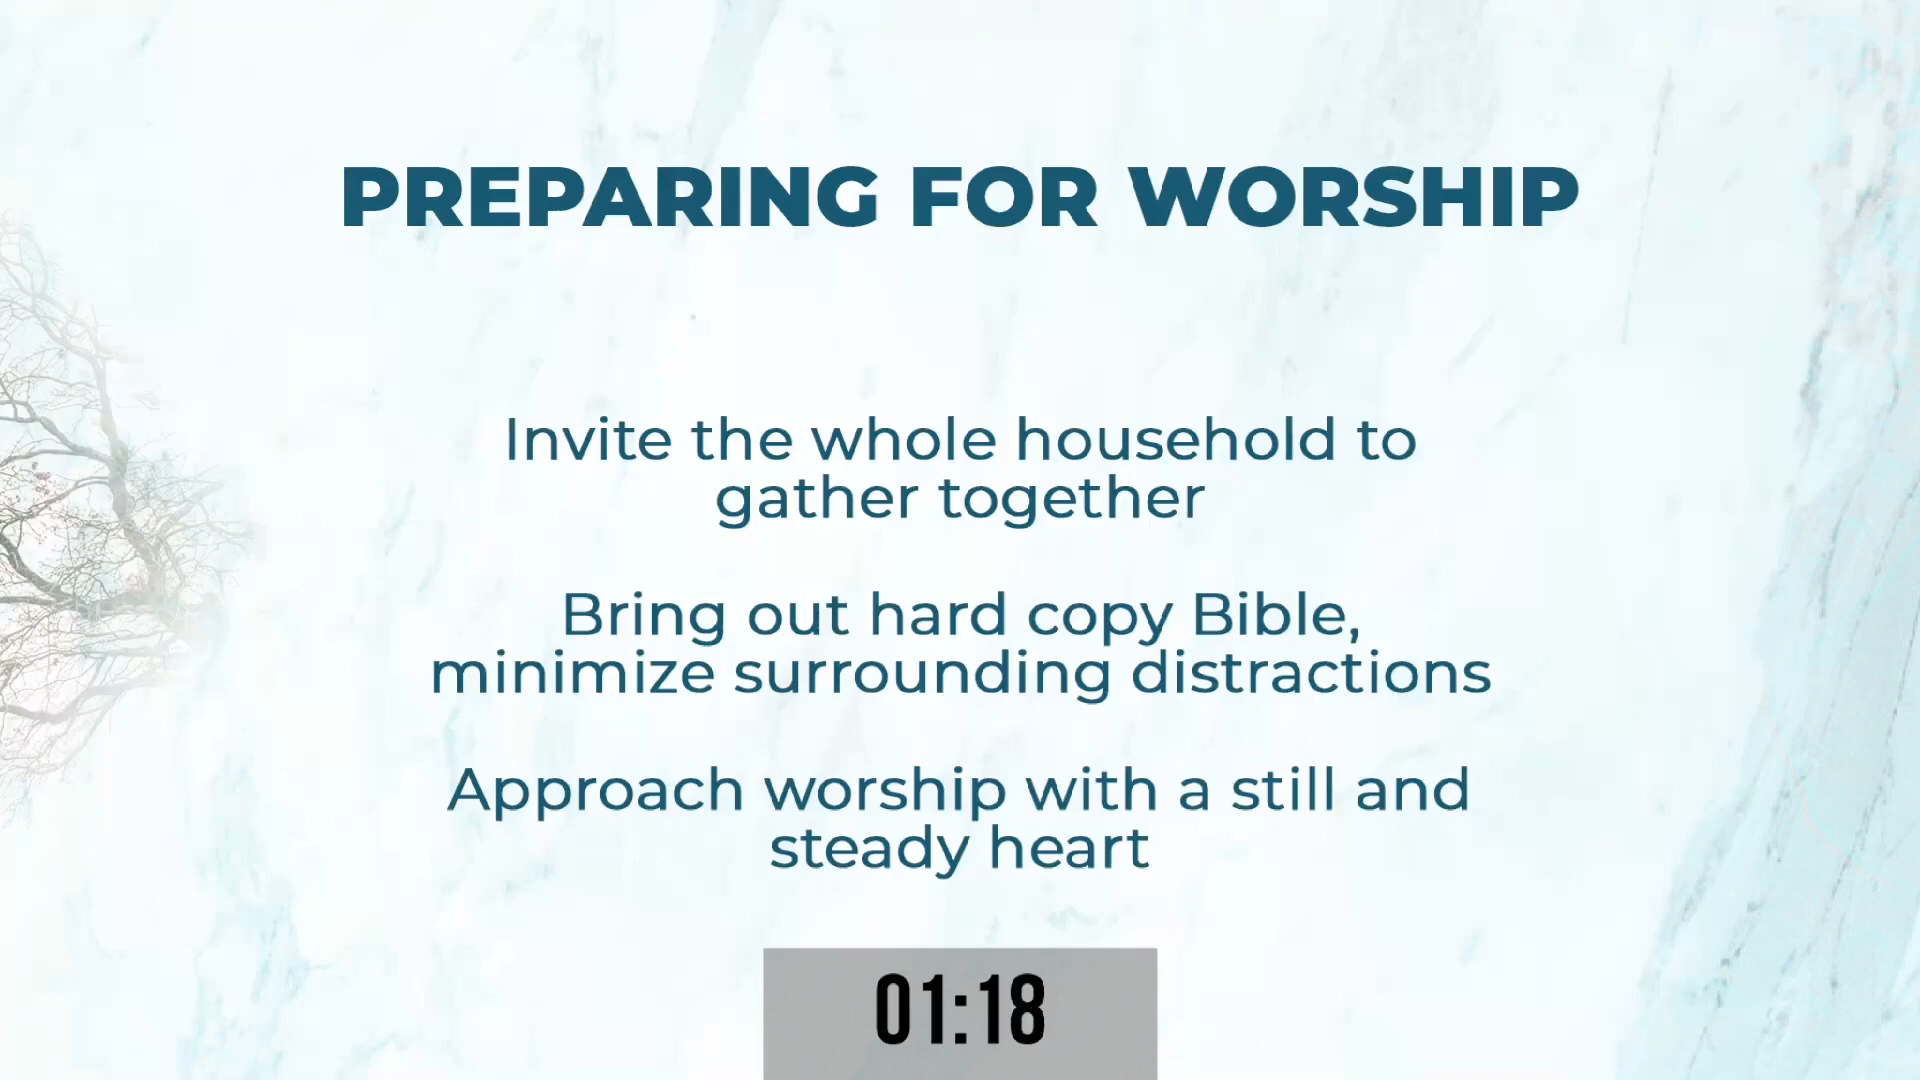 PREPARING FOR WORSHIP
Invite the whole household to
gather together
Bring out hard copy Bible,
minimize surrounding distractions
Approach worship with a still and
steady heart
01:18